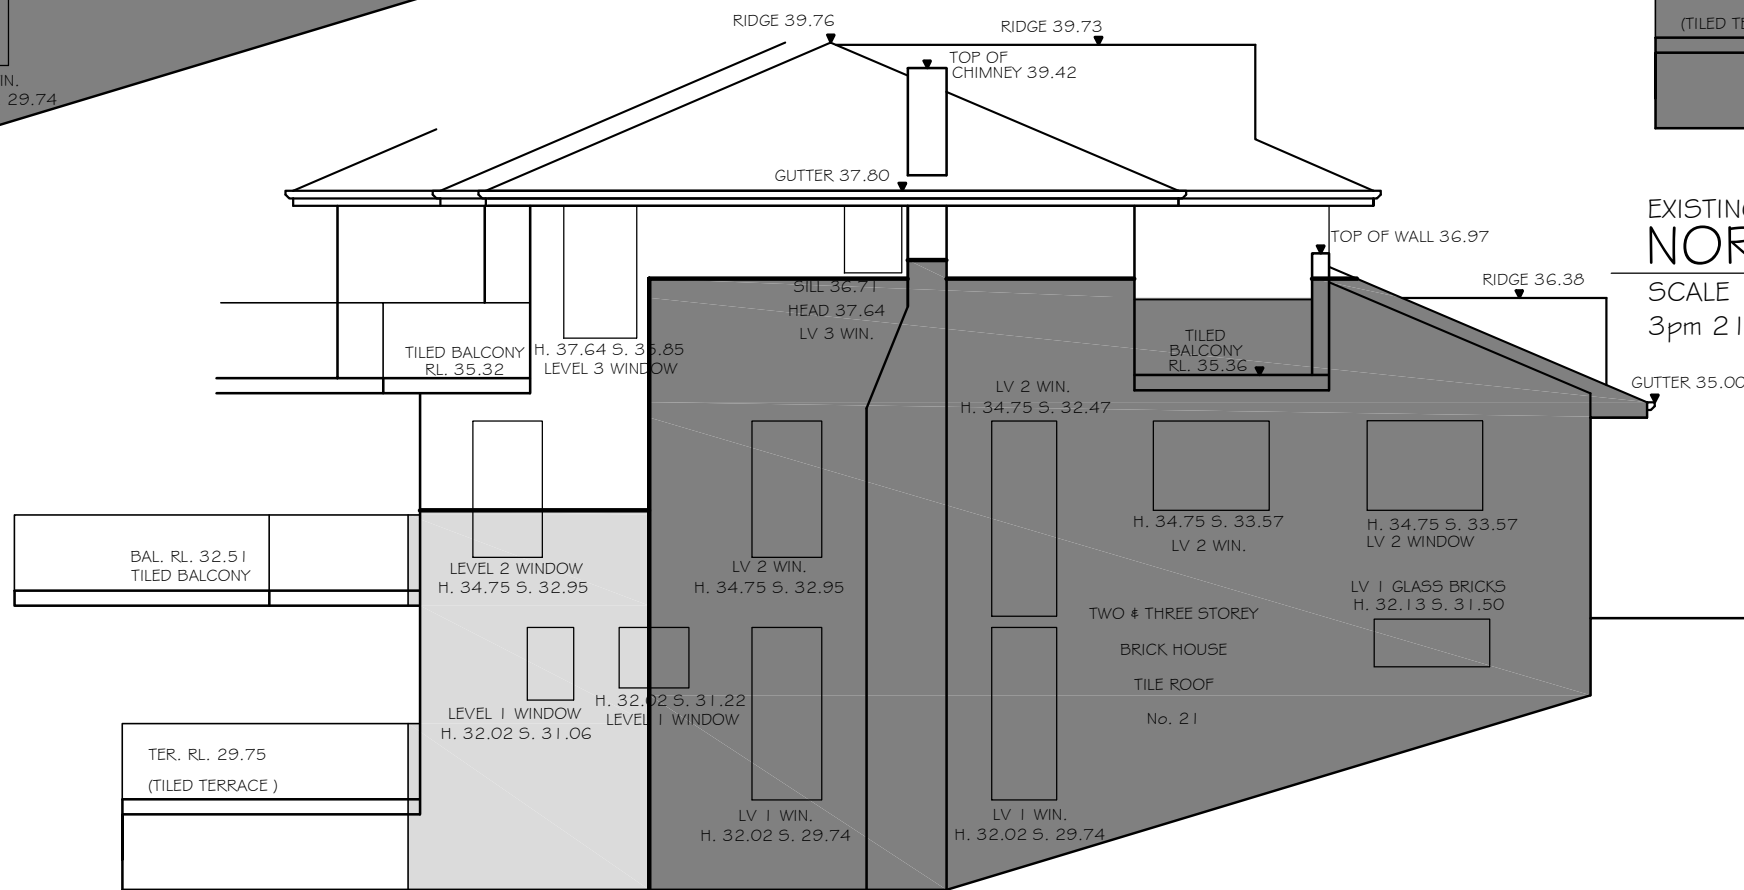 IN.
29.74
RIDGE 39.76
RIDGE 39.73
TOP OF
CHIMNEY 39.42
GUTTER 37.80
TOP OF WALL 36.97
RIDGE 36.38
GUTTER 35.00
SILL 36.71
HEAD 37.64
LV 3 WIN.
TILED BALCONY
RL. 35.32
H. 37.64 S. 35.85
LEVEL 3 WINDOW
TILED
BALCONY
RL. 35.36
LV 2 WIN.
H. 34.75 S. 32.47
H. 34.75 S. 33.57
LV 2 WIN.
H. 34.75 S. 33.57
LV 2 WINDOW
BAL. RL. 32.51
TILED BALCONY
LEVEL 2 WINDOW
H. 34.75 S. 32.95
LV 2 WIN.
H. 34.75 S. 32.95
LV 1 GLASS BRICKS
H. 32.13 S. 31.50
TWO & THREE STOREY
BRICK HOUSE
TILE ROOF
No. 21
LEVEL 1 WINDOW
H. 32.02 S. 31.06
H. 32.02 S. 31.22
LEVEL 1 WINDOW
TER. RL. 29.75
(TILED TERRACE )
LV 1 WIN.
H. 32.02 S. 29.74
LV 1 WIN.
H. 32.02 S. 29.74
(TILED TE
EXISTING
NOR
SCALE
3pm 21